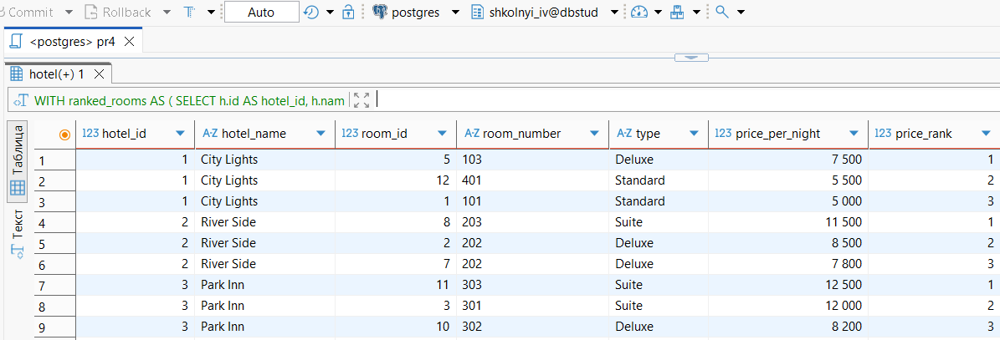 Commit Rollback T Auto postgres shkolnyi_iv@dbstud
<postgres> pr4
hotel(+) 1
WITH ranked_rooms AS ( SELECT h.id AS hotel_id, h.nam
Таблица
Текст
123 hotel_id A-Z hotel_name 123 room_id A-Z room_number A-Z type 123 price_per_night 123 price_rank
1 1 City Lights 5 103 Deluxe 7 500 1
2 1 City Lights 12 401 Standard 5 500 2
3 1 City Lights 1 101 Standard 5 000 3
4 2 River Side 8 203 Suite 11 500 1
5 2 River Side 2 202 Deluxe 8 500 2
6 2 River Side 7 202 Deluxe 7 800 3
7 3 Park Inn 11 303 Suite 12 500 1
8 3 Park Inn 3 301 Suite 12 000 2
9 3 Park Inn 10 302 Deluxe 8 200 3